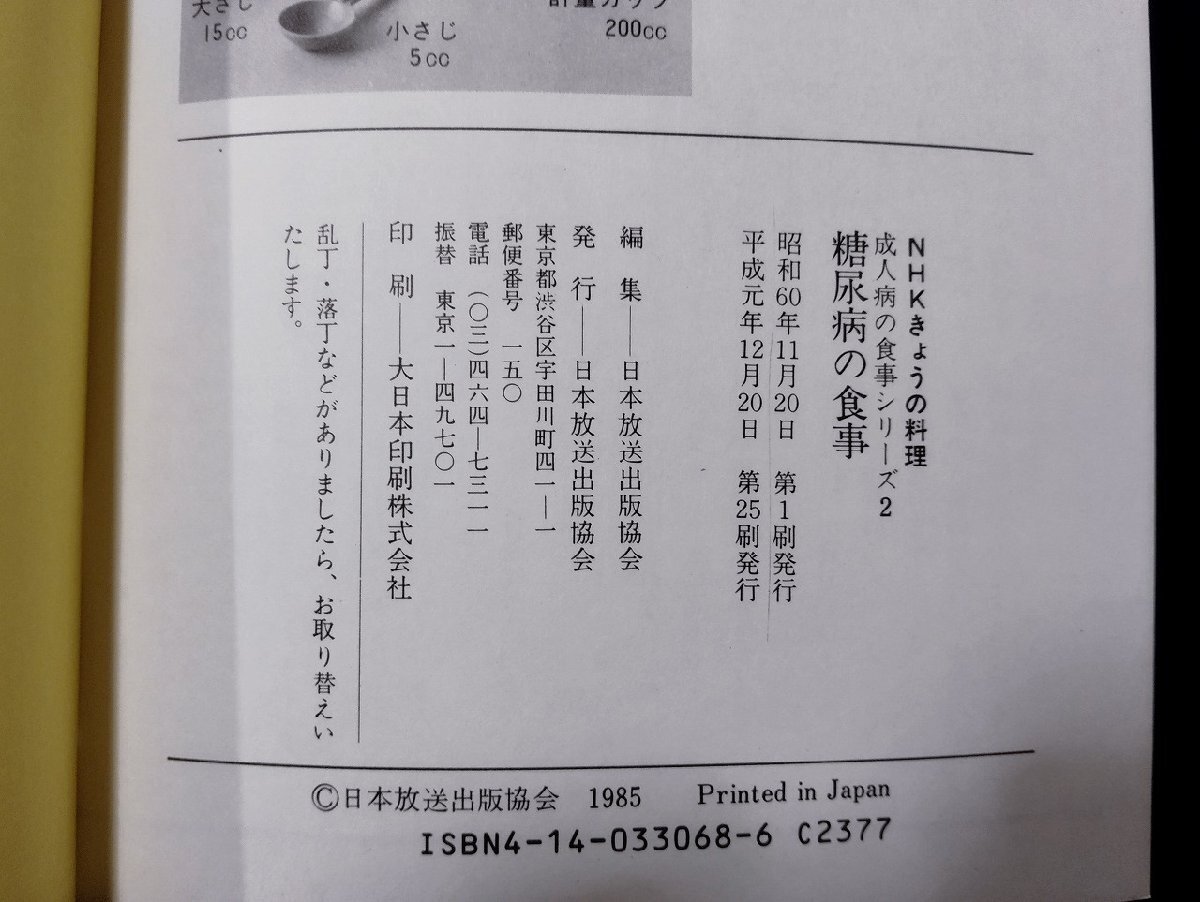 大さじ
15cc
小さじ
5cc
計量カップ
200cc
NHKきょうの料理
成人病の食事シリーズ2
糖尿病の食事
昭和60年11月20日 第1刷発行
平成元年12月20日 第25刷発行
編集――日本放送出版協会
発行――日本放送出版協会
東京都渋谷区宇田川町四一―一
郵便番号 一五〇
電話 (〇三)四六四―七三一一
振替 東京一―四九七〇一
印刷――大日本印刷株式会社
乱丁・落丁などがありましたら、お取り替えい
たします。
©日本放送出版協会 1985 Printed in Japan
ISBN4-14-033068-6 C2377